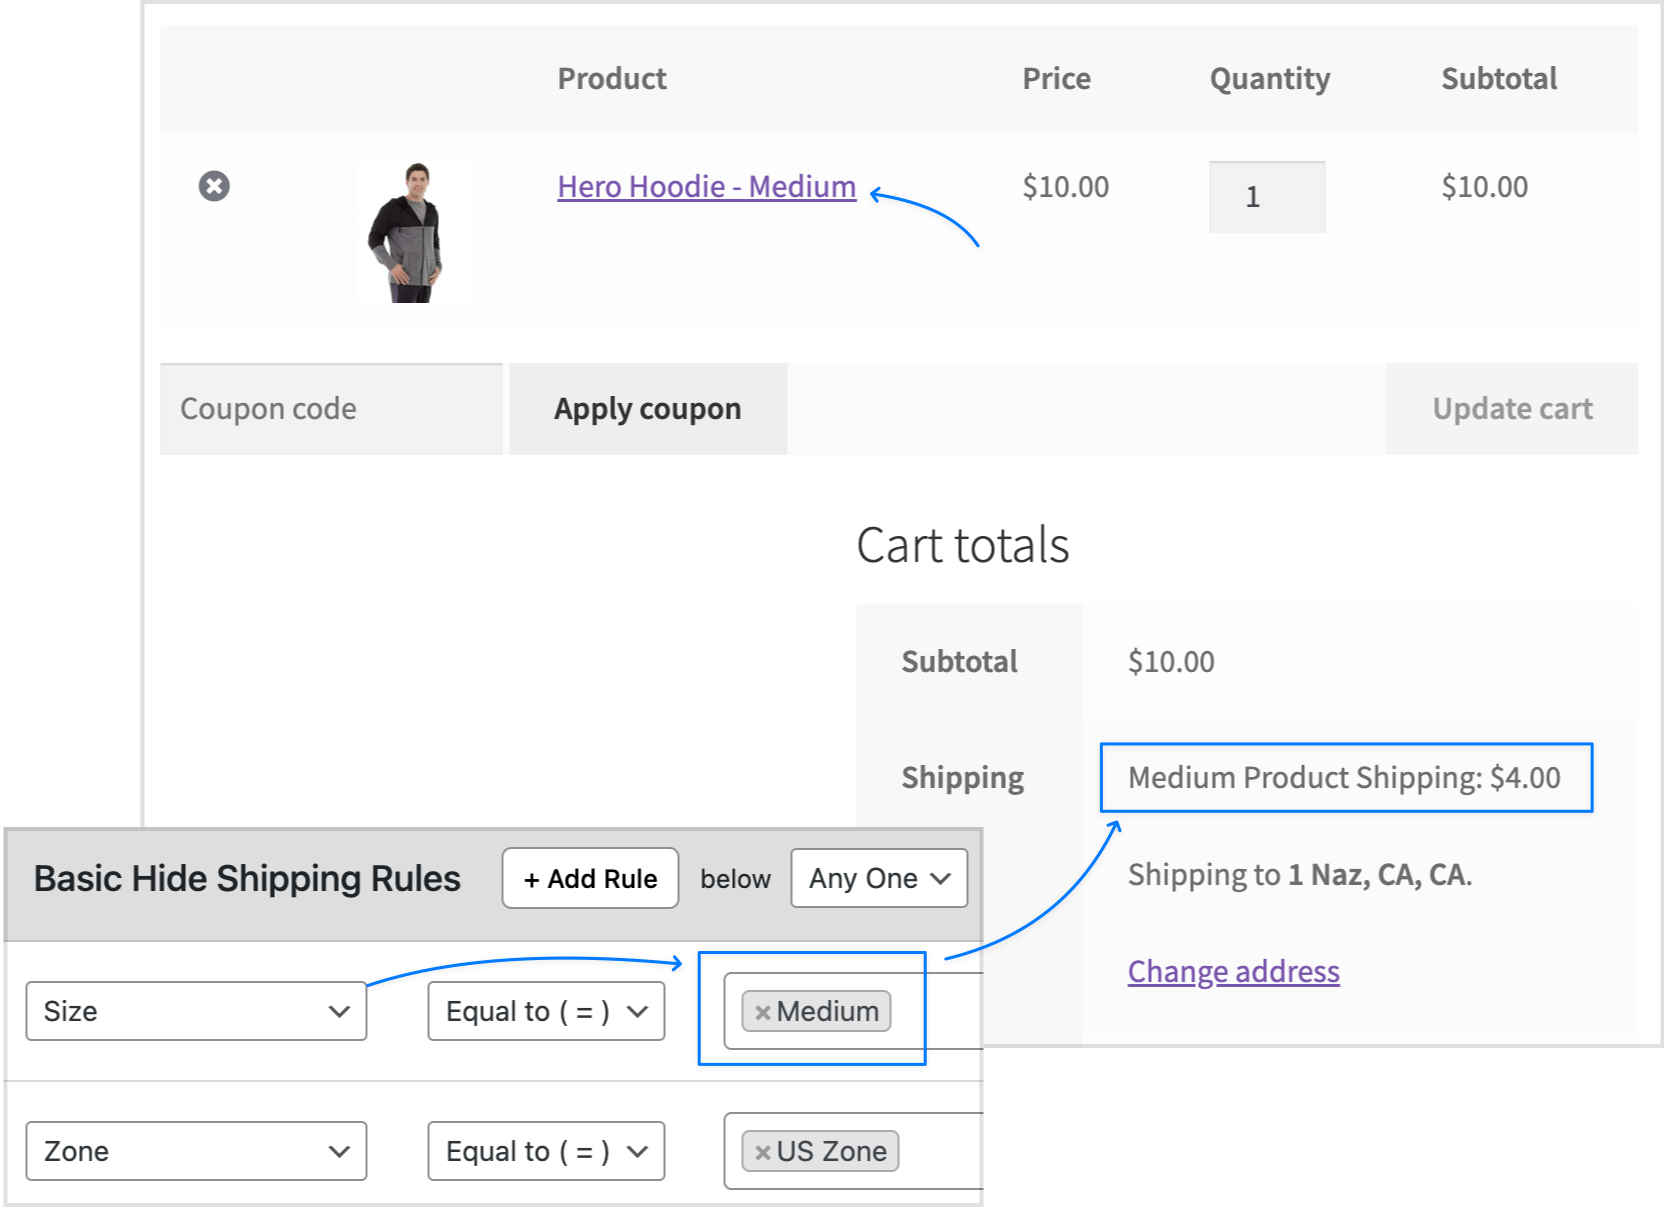 Product Price Quantity Subtotal
Hero Hoodie - Medium $10.00 1 $10.00
Coupon code Apply coupon Update cart
Cart totals
Subtotal $10.00
Shipping Medium Product Shipping: $4.00
Shipping to 1 Naz, CA, CA.
Change address
Basic Hide Shipping Rules + Add Rule below Any One
Size Equal to ( = ) × Medium
Zone Equal to ( = ) × US Zone